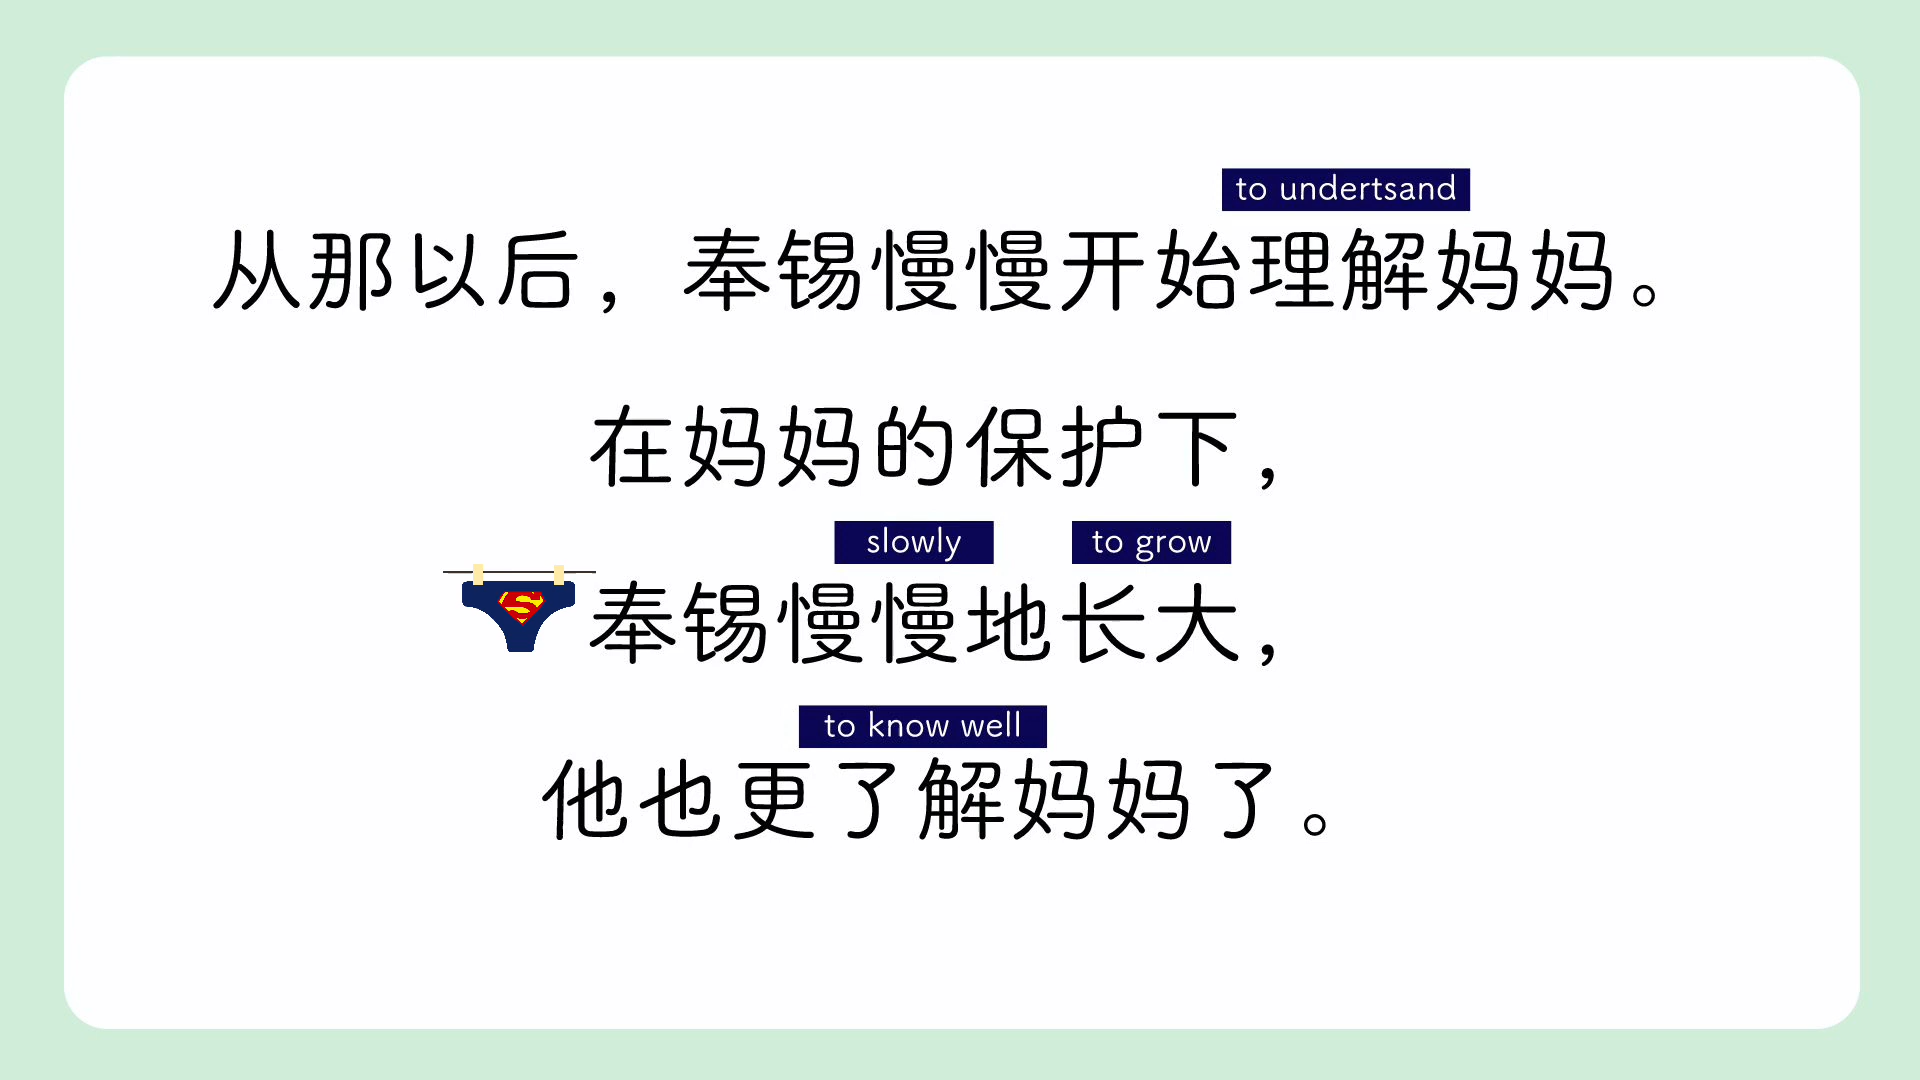 to undertsand
从那以后，奉锡慢慢开始理解妈妈。
在妈妈的保护下，
slowly to grow
奉锡慢慢地长大，
to know well
他也更了解妈妈了。